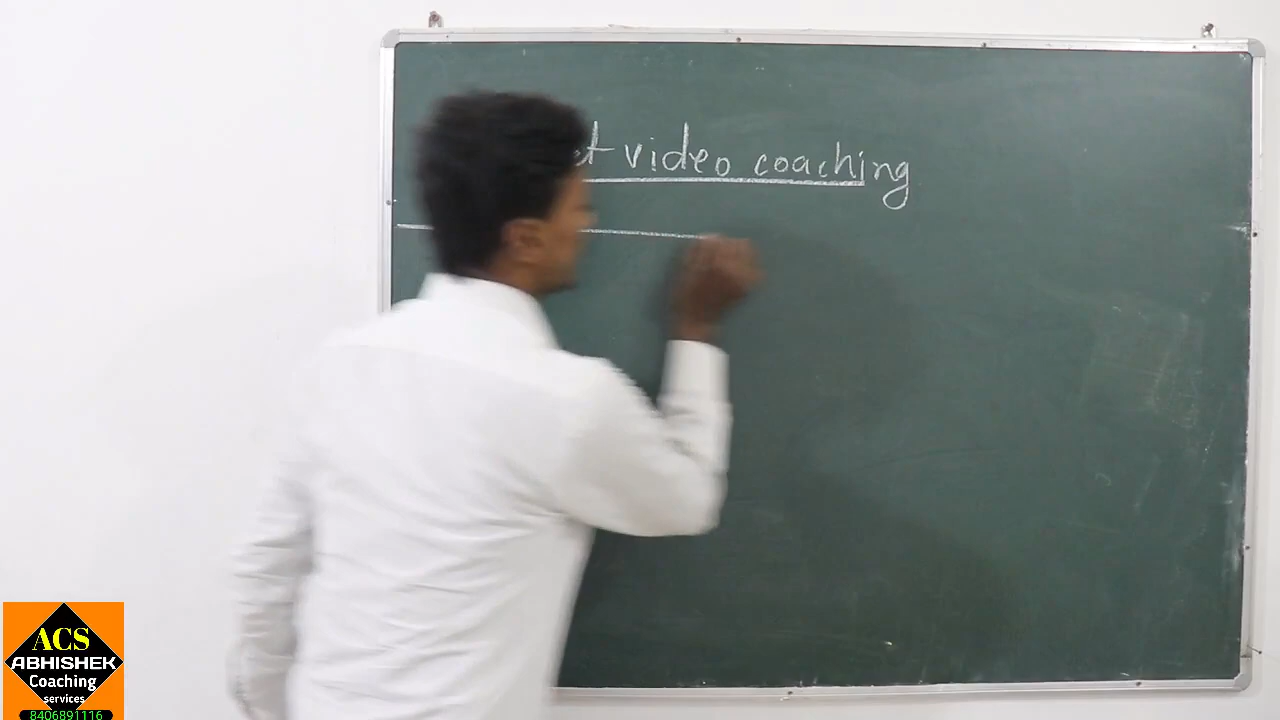 video coaching
ACS
ABHISHEK
Coaching
services
8406891116